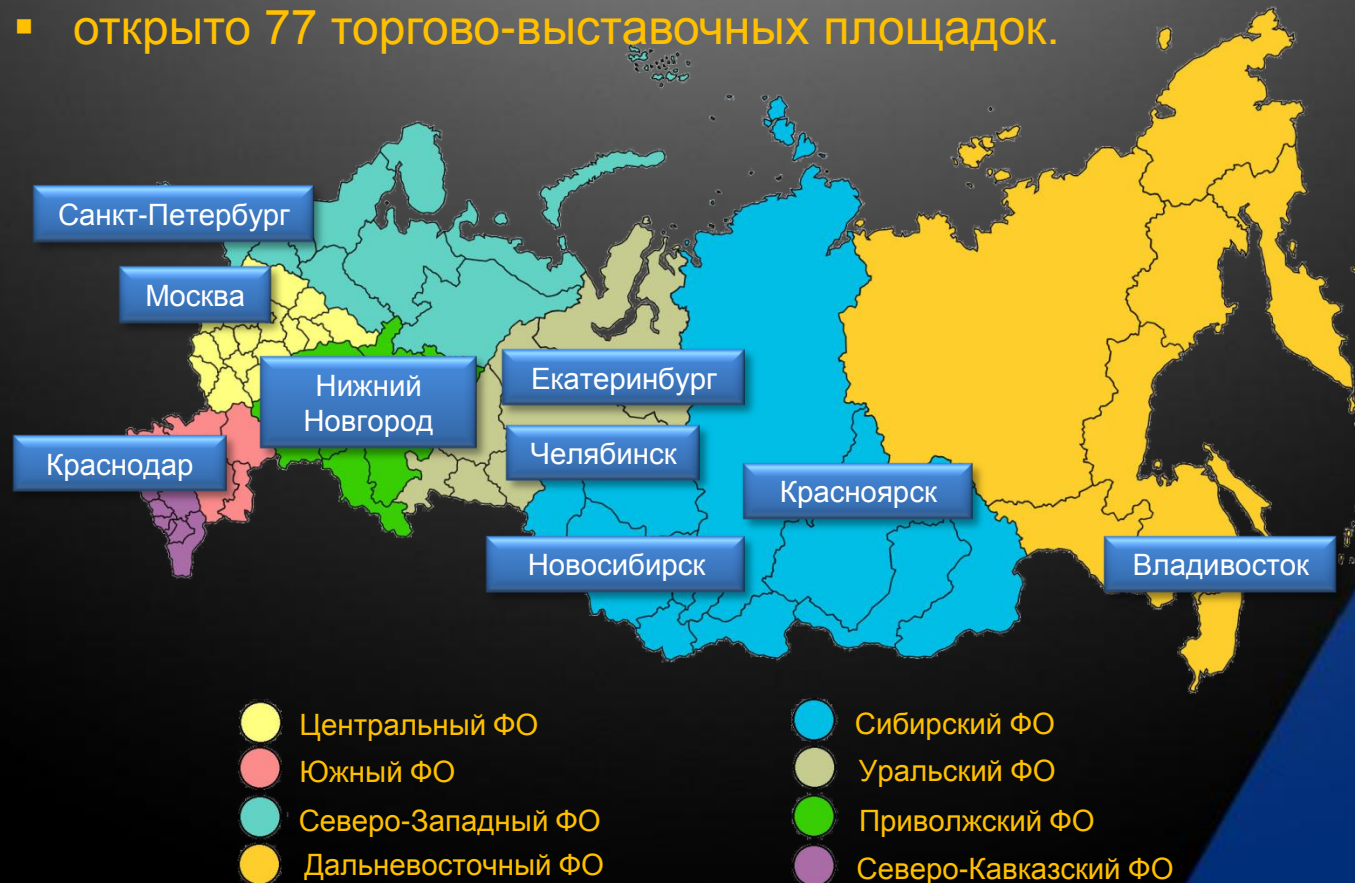 ▪ открыто 77 торгово-выставочных площадок.
Санкт-Петербург
Москва
Нижний
Новгород
Екатеринбург
Челябинск
Краснодар
Красноярск
Новосибирск
Владивосток
Центральный ФО
Южный ФО
Северо-Западный ФО
Дальневосточный ФО
Сибирский ФО
Уральский ФО
Приволжский ФО
Северо-Кавказский ФО